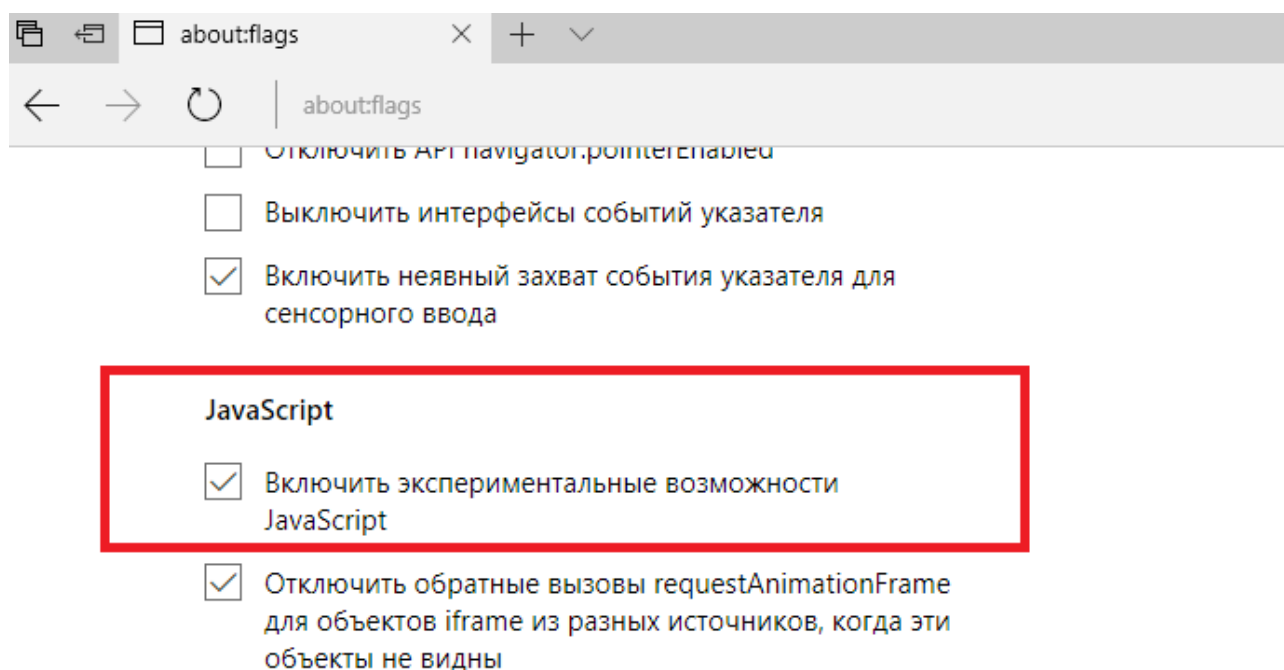 about:flags
about:flags
Отключить API navigator.pointerEnabled
Выключить интерфейсы событий указателя
Включить неявный захват события указателя для
сенсорного ввода
JavaScript
Включить экспериментальные возможности
JavaScript
Отключить обратные вызовы requestAnimationFrame
для объектов iframe из разных источников, когда эти
объекты не видны